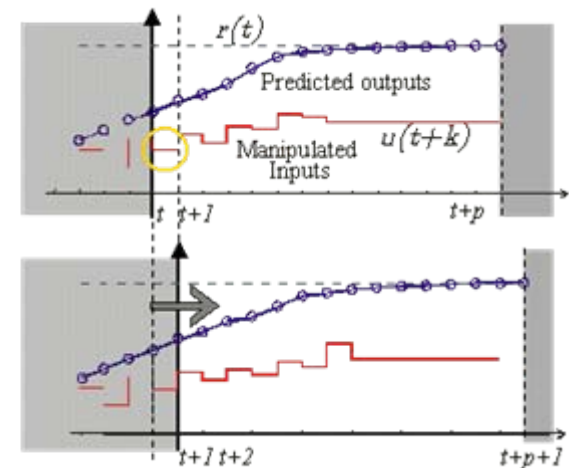 r(t)
Predicted outputs
u(t+k)
Manipulated
Inputs
t t+1 t+p
t+1 t+2 t+p+1